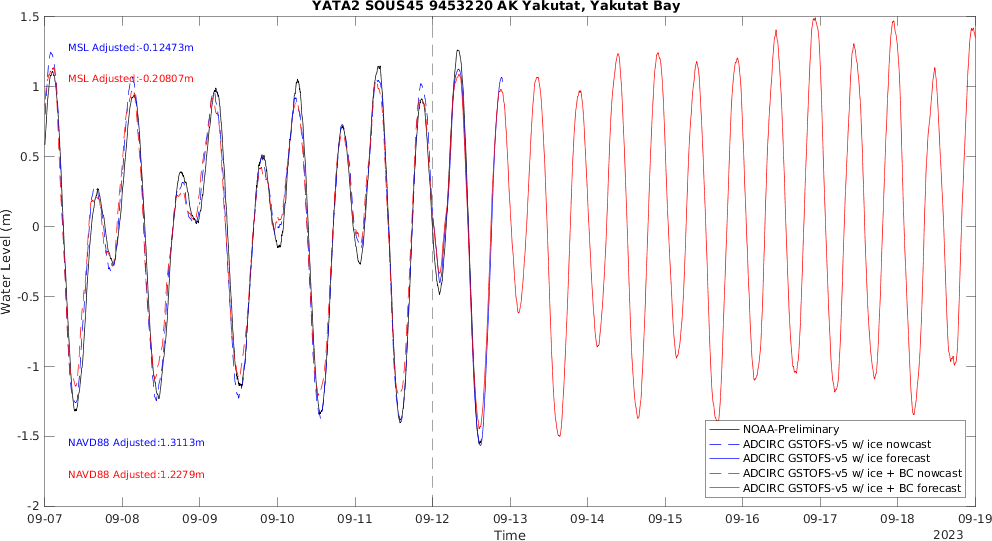 YATA2 SOUS45 9453220 AK Yakutat, Yakutat Bay
1.5
1
0.5
0
-0.5
-1
-1.5
-2
Water Level (m)
MSL Adjusted:-0.12473m
MSL Adjusted:-0.20807m
NAVD88 Adjusted:1.3113m
NAVD88 Adjusted:1.2279m
NOAA-Preliminary
ADCIRC GSTOFS-v5 w/ ice nowcast
ADCIRC GSTOFS-v5 w/ ice forecast
ADCIRC GSTOFS-v5 w/ ice + BC nowcast
ADCIRC GSTOFS-v5 w/ ice + BC forecast
09-07 09-08 09-09 09-10 09-11 09-12 09-13 09-14 09-15 09-16 09-17 09-18 09-19
Time
2023